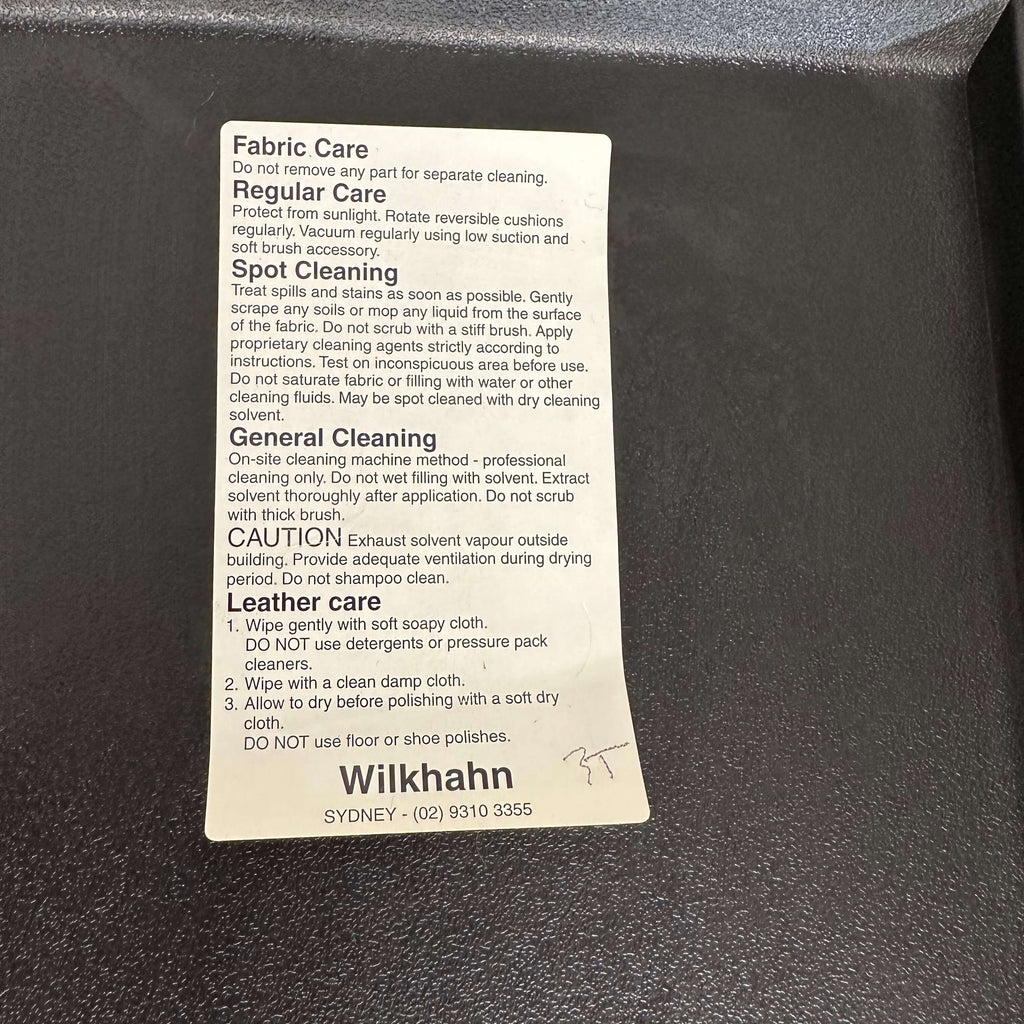 Fabric Care
Do not remove any part for separate cleaning.
Regular Care
Protect from sunlight. Rotate reversible cushions
regularly. Vacuum regularly using low suction and
soft brush accessory.
Spot Cleaning
Treat spills and stains as soon as possible. Gently
scrape any soils or mop any liquid from the surface
of the fabric. Do not scrub with a stiff brush. Apply
proprietary cleaning agents strictly according to
instructions. Test on inconspicuous area before use.
Do not saturate fabric or filling with water or other
cleaning fluids. May be spot cleaned with dry cleaning
solvent.
General Cleaning
On-site cleaning machine method - professional
cleaning only. Do not wet filling with solvent. Extract
solvent thoroughly after application. Do not scrub
with thick brush.
CAUTION Exhaust solvent vapour outside
building. Provide adequate ventilation during drying
period. Do not shampoo clean.
Leather care
1. Wipe gently with soft soapy cloth.
DO NOT use detergents or pressure pack
cleaners.
2. Wipe with a clean damp cloth.
3. Allow to dry before polishing with a soft dry
cloth.
DO NOT use floor or shoe polishes.
Wilkhahn
SYDNEY - (02) 9310 3355